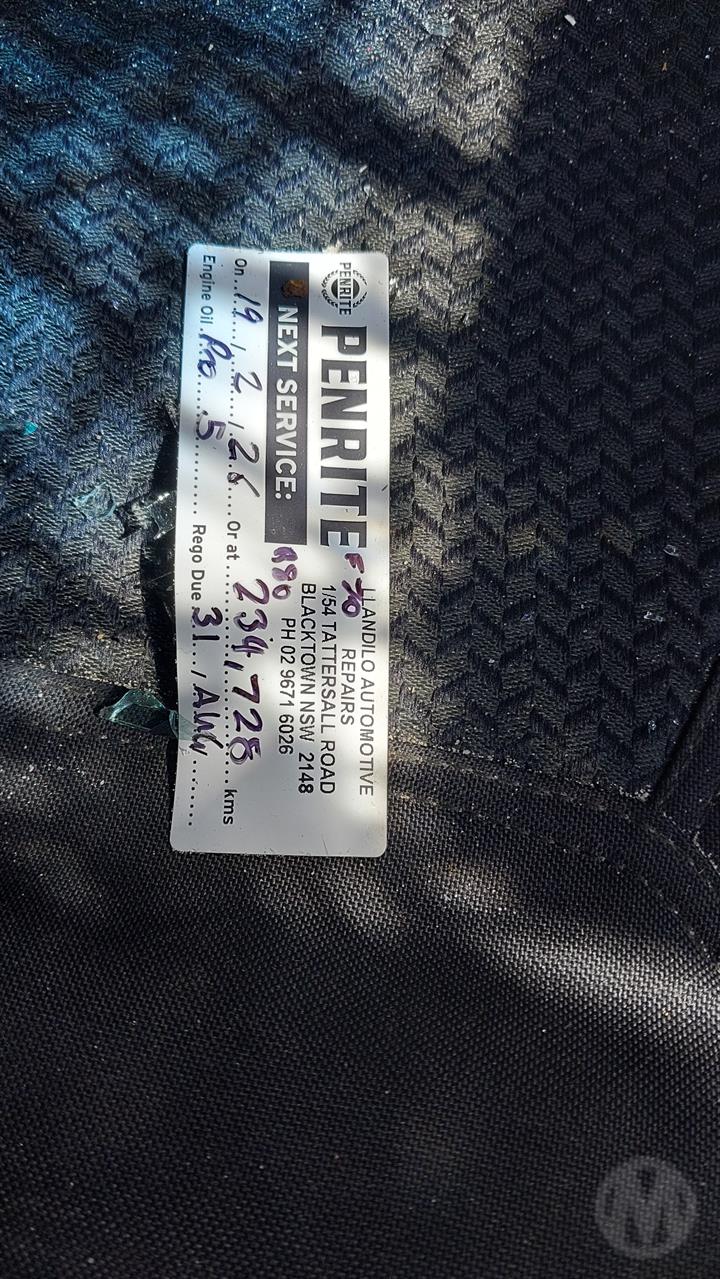 PENRITE
PENRITE
LLANDILO AUTOMOTIVE
REPAIRS
1/54 TATTERSALL ROAD
BLACKTOWN NSW 2148
PH 02 9671 6026
NEXT SERVICE:
On 19 / 2 / 26 Or at 234,728 kms
Engine Oil Pro 5 Rego Due 31 / AUG
M